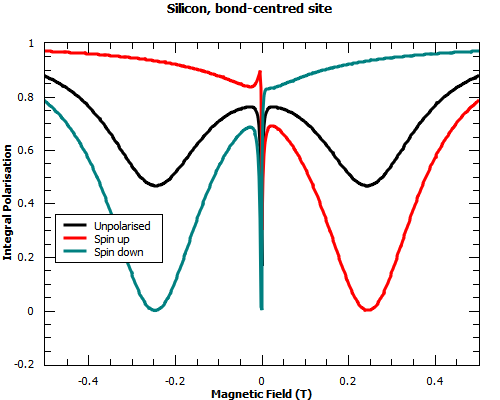 Silicon, bond-centred site
Integral Polarisation
1
0.8
0.6
0.4
0.2
0
-0.2
Unpolarised
Spin up
Spin down
-0.4
-0.2
0
0.2
0.4
Magnetic Field (T)